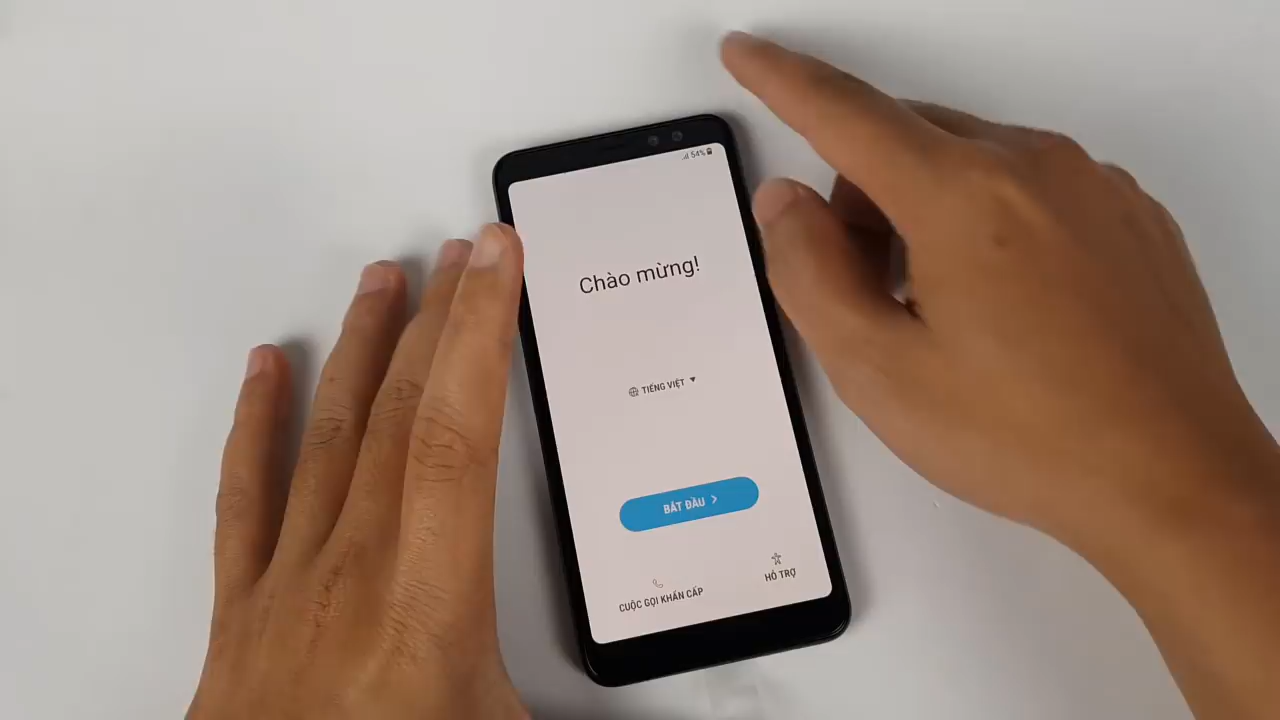 54%
Chào mừng!
TIẾNG VIỆT
BẮT ĐẦU
CUỘC GỌI KHẨN CẤP
HỖ TRỢ